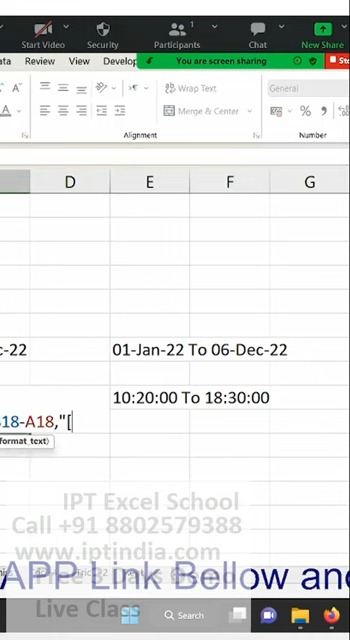 1
Start Video Security Participants Chat New Share
ata Review View Develop You are screen sharing
Wrap Text General
Merge & Center
Alignment Number
D E F G
c-22 01-Jan-22 To 06-Dec-22
10:20:00 To 18:30:00
18-A18,"[
format_text)
IPT Excel School
Call +91 8802579388
www.iptindia.com
APP Link Bellow and
Live Class
Search